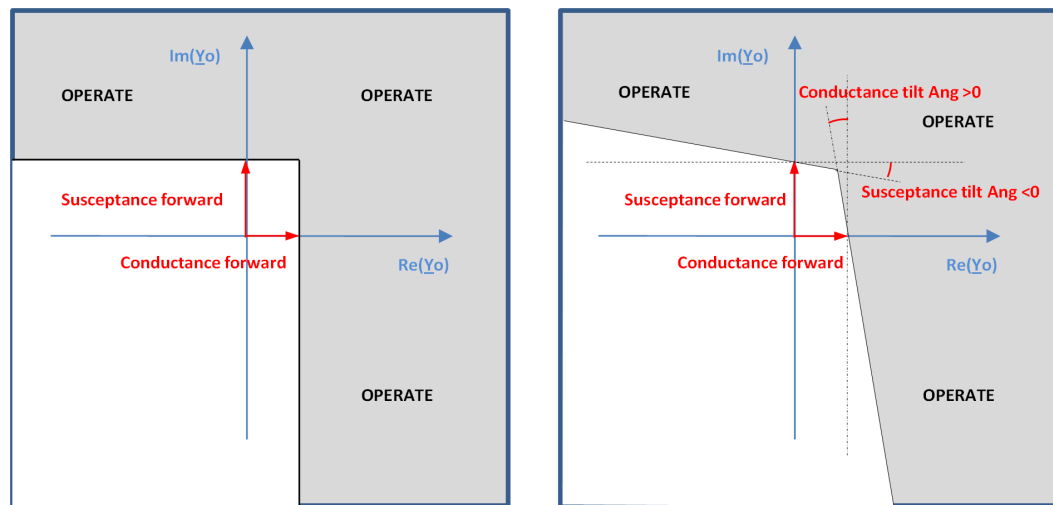 Im(Yo)
OPERATE
OPERATE
Susceptance forward
Conductance forward
Re(Yo)
OPERATE
Im(Yo)
OPERATE
Conductance tilt Ang >0
OPERATE
Susceptance tilt Ang <0
Susceptance forward
Conductance forward
Re(Yo)
OPERATE